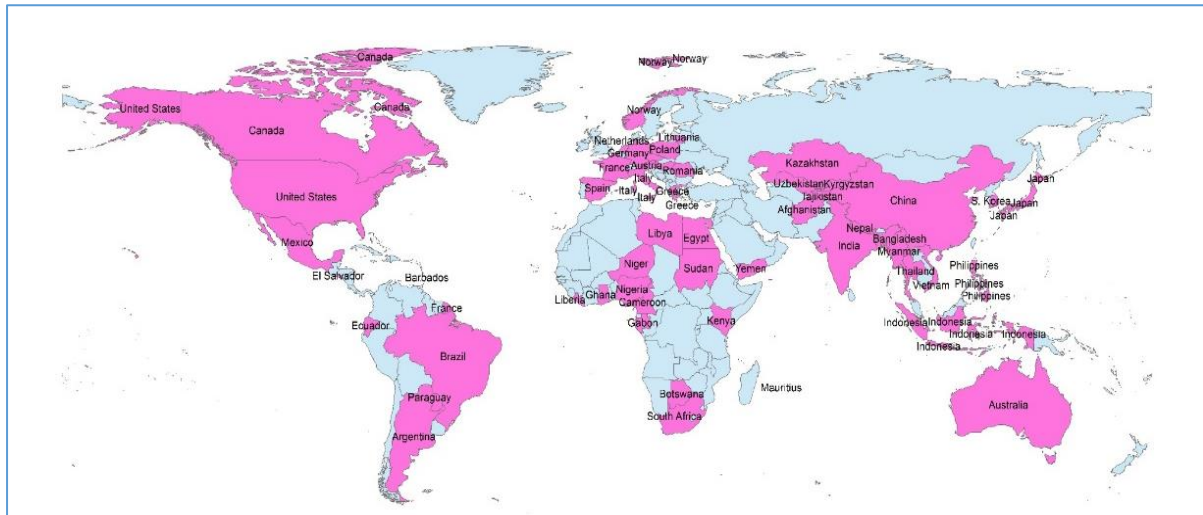 Canada
Norway
Norway
United States
Canada
Canada
Norway
Netherlands
Lithuania
Germany
Poland
France
Austria
Romania
Italy
Spain
Italy
Italy
Greece
Greece
Kazakhstan
Uzbekistan
Kyrgyzstan
Tajikistan
Afghanistan
China
Japan
S. Korea
Japan
Japan
United States
Mexico
Libya
Egypt
Nepal
India
Bangladesh
Myanmar
El Salvador
Barbados
Niger
Sudan
Yemen
Thailand
Vietnam
Philippines
Philippines
Philippines
Liberia
Ghana
Nigeria
Cameroon
Ecuador
France
Gabon
Kenya
Indonesia
Indonesia
Indonesia
Indonesia
Indonesia
Brazil
Mauritius
Paraguay
Botswana
South Africa
Australia
Argentina